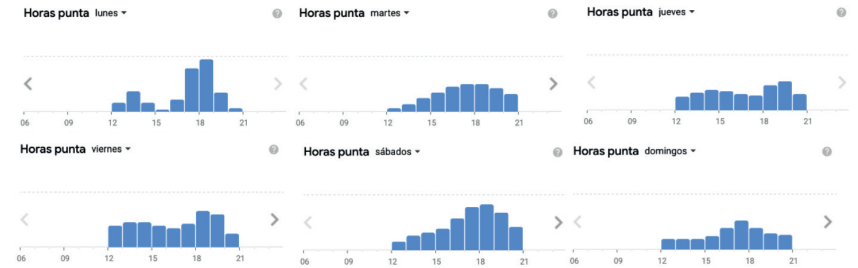 Horas punta lunes
06 09 12 15 18 21
Horas punta martes
06 09 12 15 18 21
Horas punta jueves
06 09 12 15 18 21
Horas punta viernes
06 09 12 15 18 21
Horas punta sábados
06 09 12 15 18 21
Horas punta domingos
06 09 12 15 18 21